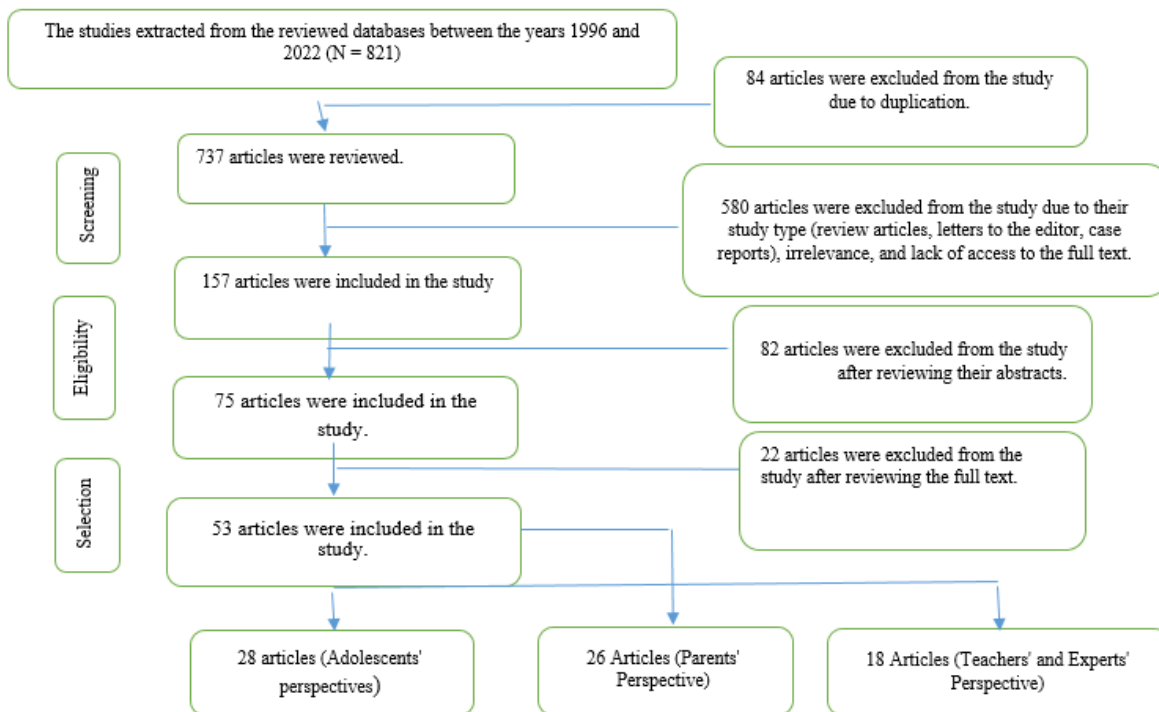 The studies extracted from the reviewed databases between the years 1996 and
2022 (N = 821)
84 articles were excluded from the study
due to duplication.
737 articles were reviewed.
Screening
580 articles were excluded from the study due to their
study type (review articles, letters to the editor, case
reports), irrelevance, and lack of access to the full text.
157 articles were included in the study
Eligibility
82 articles were excluded from the study
after reviewing their abstracts.
75 articles were included in the
study.
22 articles were excluded from the
study after reviewing the full text.
Selection
53 articles were included in the
study.
28 articles (Adolescents'
perspectives)
26 Articles (Parents'
Perspective)
18 Articles (Teachers' and Experts'
Perspective)